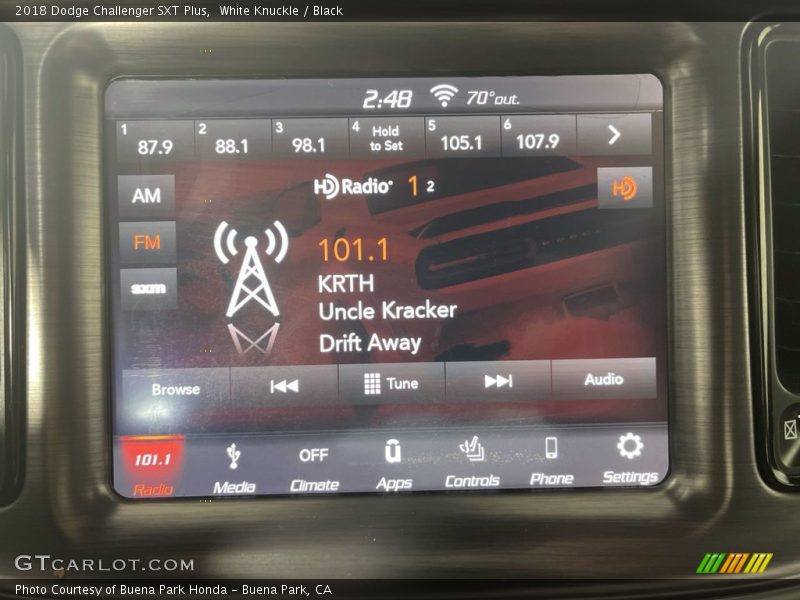 2018 Dodge Challenger SXT Plus,  White Knuckle / Black
2:48 70° out.
1 87.9 2 88.1 3 98.1 4 Hold to Set 5 105.1 6 107.9
AM
HD Radio 1 2
HD
FM
101.1
KRTH
sxm
Uncle Kracker
Drift Away
Browse Tune Audio
101.1 OFF
Radio Media Climate Apps Controls Phone Settings
GTCARLOT.COM
Photo Courtesy of Buena Park Honda - Buena Park, CA